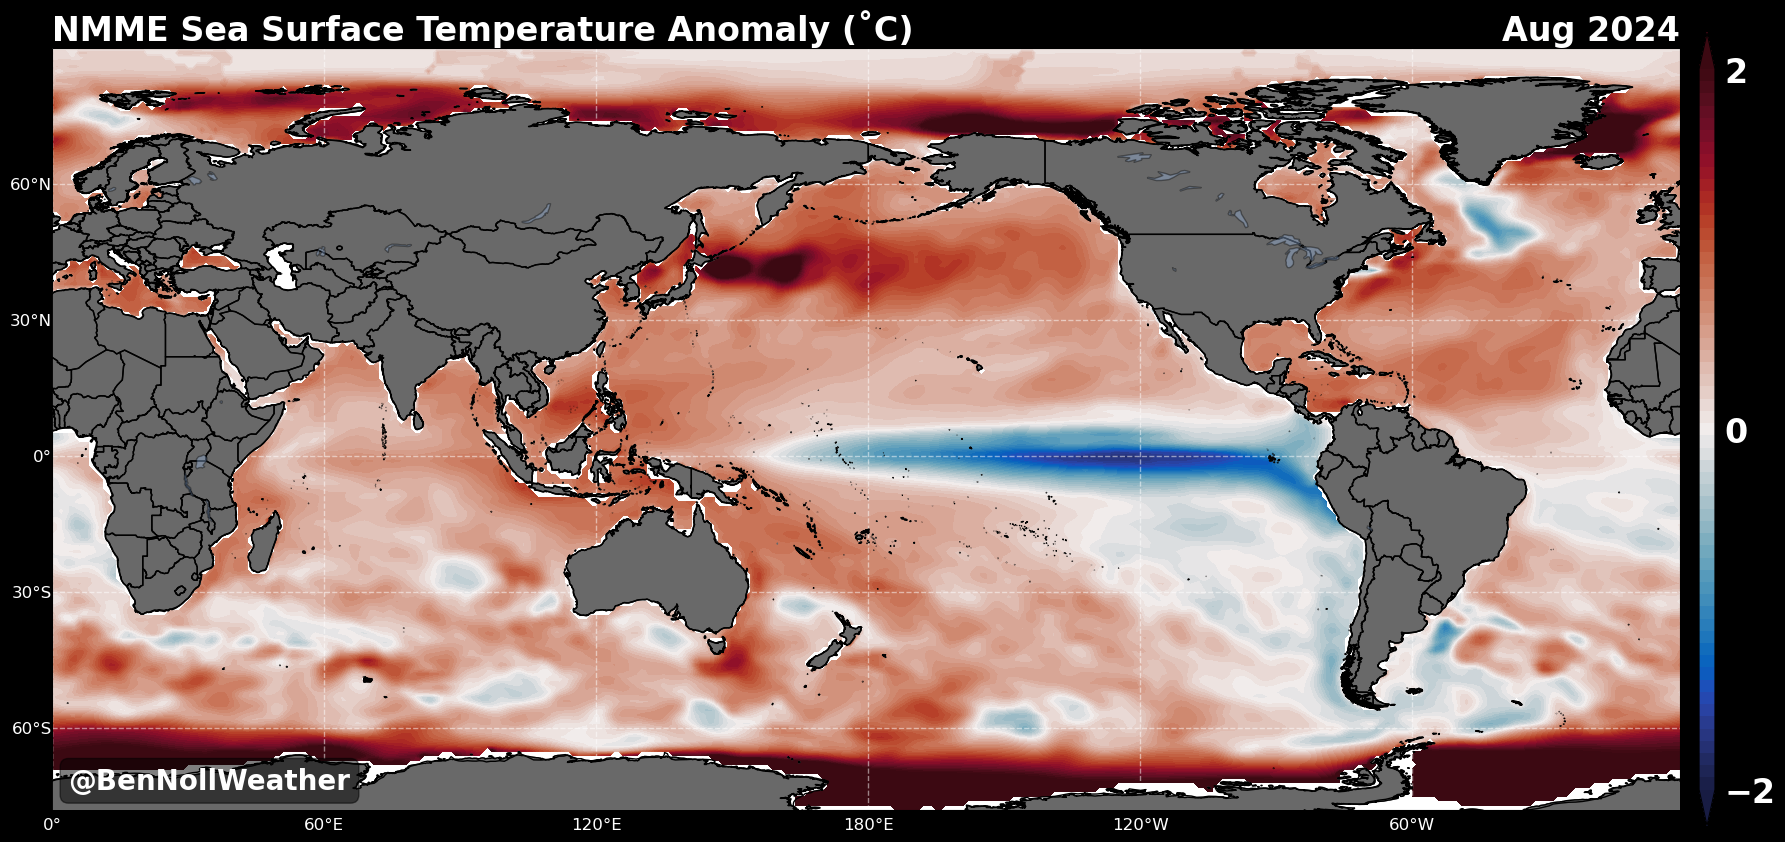 NMME Sea Surface Temperature Anomaly (˚C)
Aug 2024
2
0
−2
60°N
30°N
0°
30°S
60°S
@BenNollWeather
0°
60°E
120°E
180°E
120°W
60°W